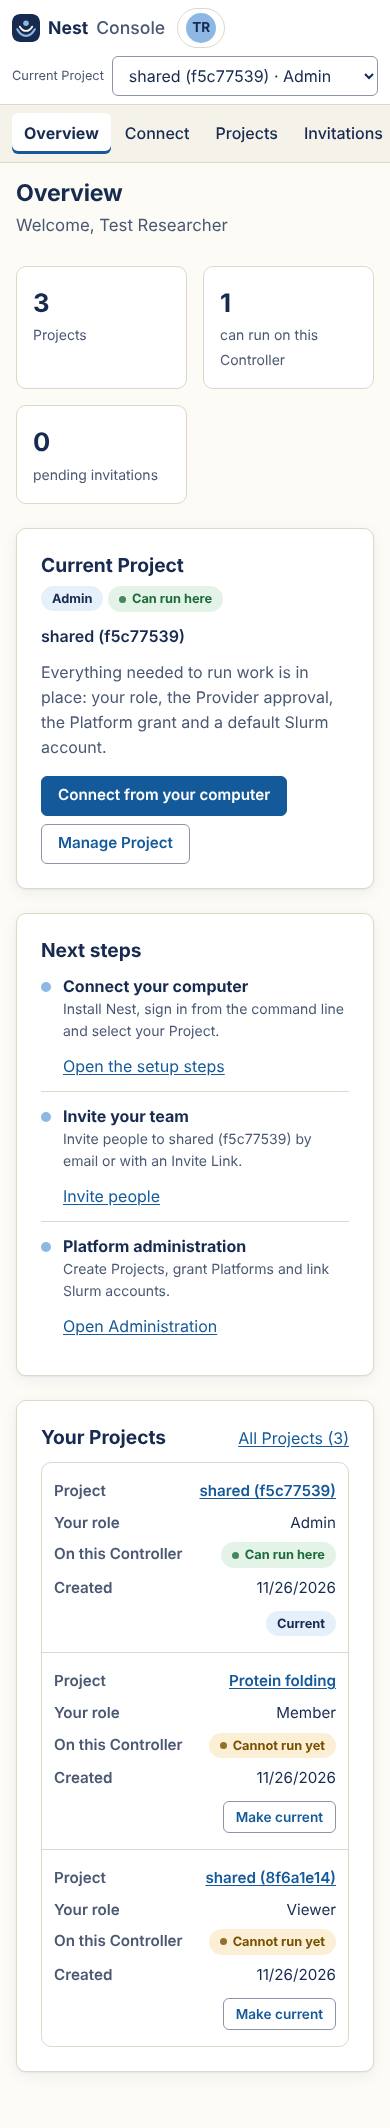 Nest Console TR
Current Project shared (f5c77539) · Admin
Overview Connect Projects Invitations
Overview
Welcome, Test Researcher
3
Projects
1
can run on this
Controller
0
pending invitations
Current Project
Admin Can run here
shared (f5c77539)
Everything needed to run work is in
place: your role, the Provider approval,
the Platform grant and a default Slurm
account.
Connect from your computer
Manage Project
Next steps
Connect your computer
Install Nest, sign in from the command line
and select your Project.
Open the setup steps
Invite your team
Invite people to shared (f5c77539) by
email or with an Invite Link.
Invite people
Platform administration
Create Projects, grant Platforms and link
Slurm accounts.
Open Administration
Your Projects All Projects (3)
Project shared (f5c77539)
Your role Admin
On this Controller Can run here
Created 11/26/2026
Current
Project Protein folding
Your role Member
On this Controller Cannot run yet
Created 11/26/2026
Make current
Project shared (8f6a1e14)
Your role Viewer
On this Controller Cannot run yet
Created 11/26/2026
Make current